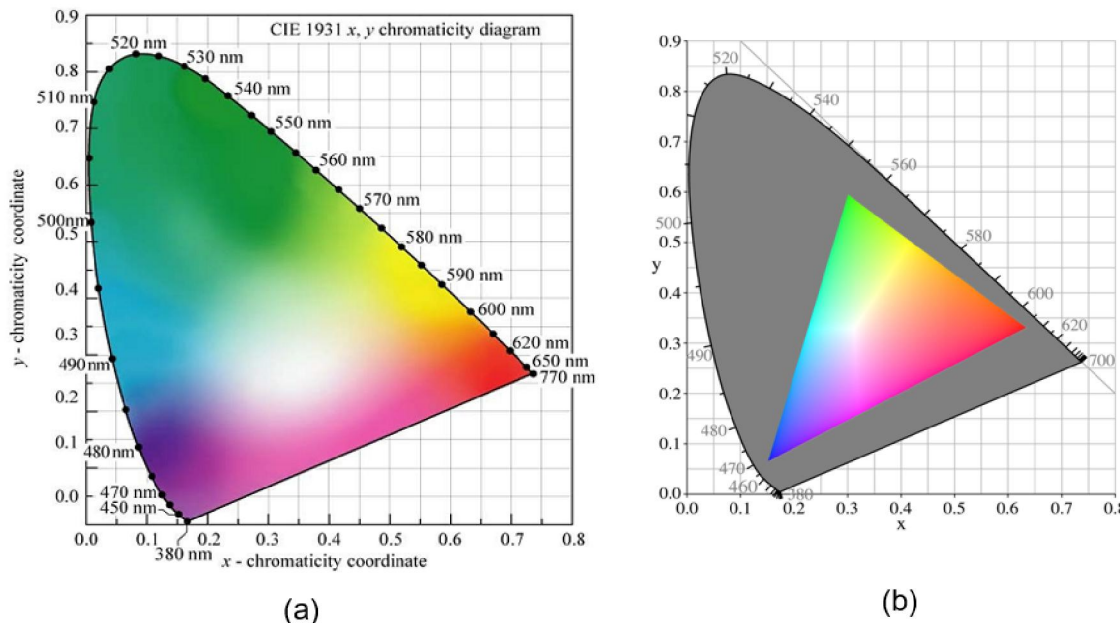 CIE 1931 x, y chromaticity diagram
0.9
0.8
0.7
0.6
0.5
0.4
0.3
0.2
0.1
0.0
y - chromaticity coordinate
520 nm
530 nm
510 nm
540 nm
550 nm
560 nm
570 nm
500nm
580 nm
590 nm
600 nm
620 nm
650 nm
770 nm
490nm
480nm
470 nm
450 nm
380 nm
0.0 0.1 0.2 0.3 0.4 0.5 0.6 0.7 0.8
x - chromaticity coordinate
(a)
0.9
0.8
0.7
0.6
0.5
0.4
0.3
0.2
0.1
0.0
y
520
540
560
500
580
600
620
700
490
480
470
460
380
0.0 0.1 0.2 0.3 0.4 0.5 0.6 0.7 0.8
x
(b)